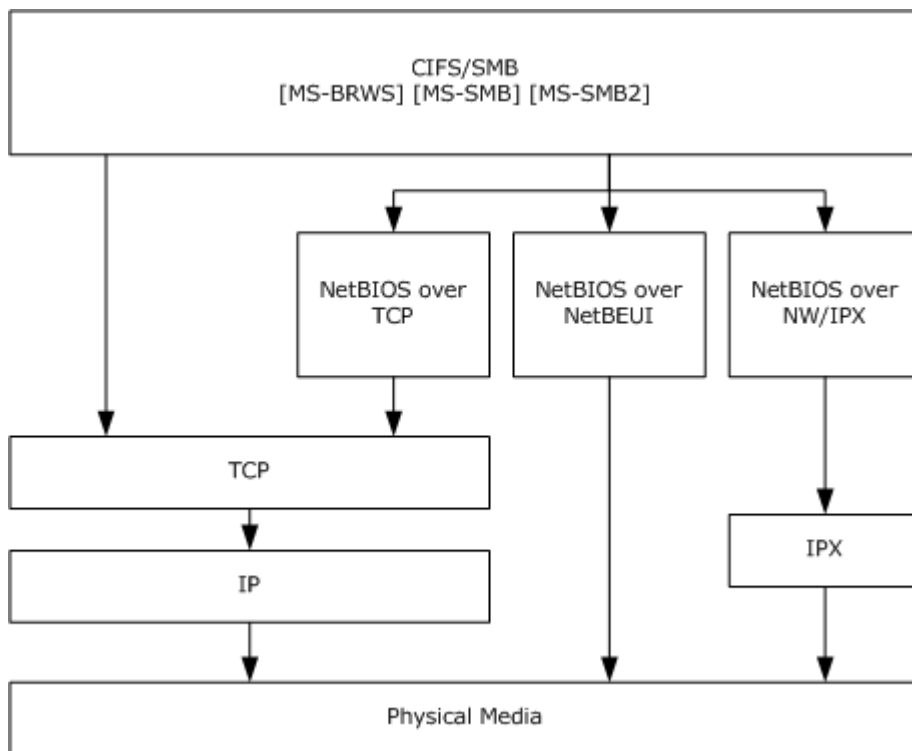 CIFS/SMB
[MS-BRWS] [MS-SMB] [MS-SMB2]
NetBIOS over
TCP
NetBIOS over
NetBEUI
NetBIOS over
NW/IPX
TCP
IPX
IP
Physical Media